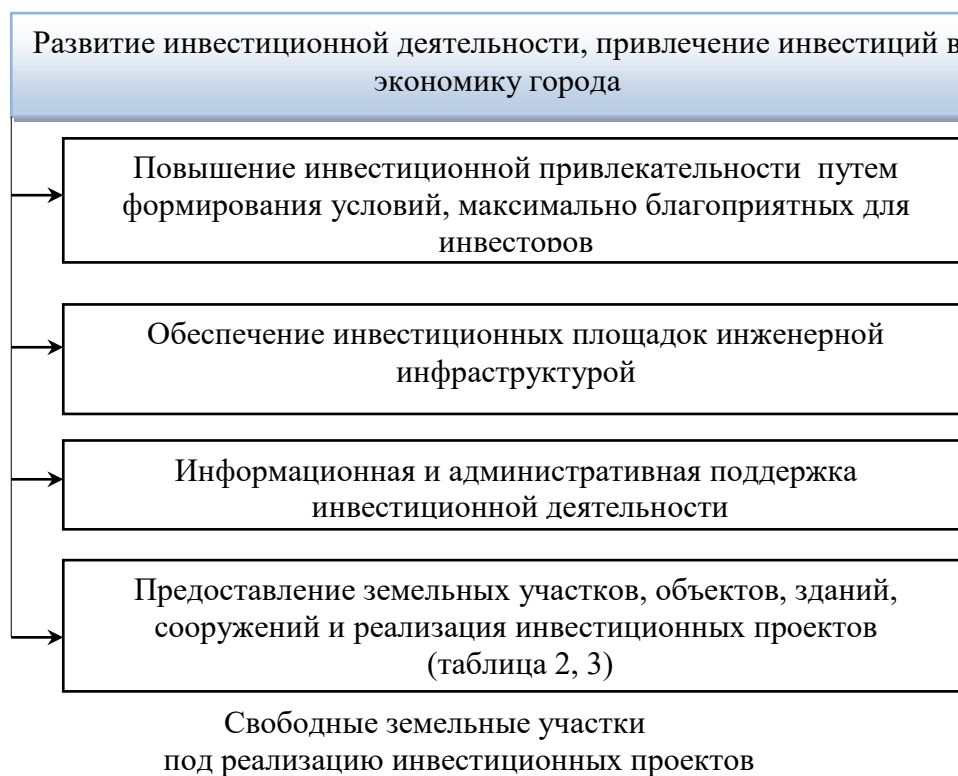 Развитие инвестиционной деятельности, привлечение инвестиций в
экономику города
Повышение инвестиционной привлекательности путем
формирования условий, максимально благоприятных для
инвесторов
Обеспечение инвестиционных площадок инженерной
инфраструктурой
Информационная и административная поддержка
инвестиционной деятельности
Предоставление земельных участков, объектов, зданий,
сооружений и реализация инвестиционных проектов
(таблица 2, 3)
Свободные земельные участки
под реализацию инвестиционных проектов